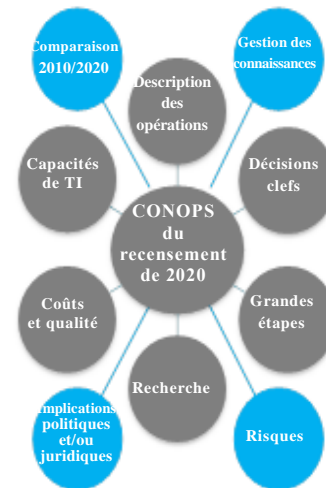 Comparaison
2010/2020
Gestion des
connaissances
Description
des
opérations
Capacités
de TI
Décisions
clefs
CONOPS
du
recensement
de 2020
Coûts
et qualité
Grandes
étapes
Recherche
Implications
politiques
et/ou
juridiques
Risques